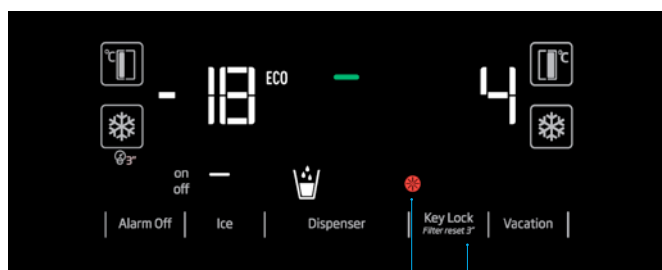 °C
°C
- 18 ECO
4
3"
on
off
Alarm Off
Ice
Dispenser
Key Lock
Filter reset 3"
Vacation